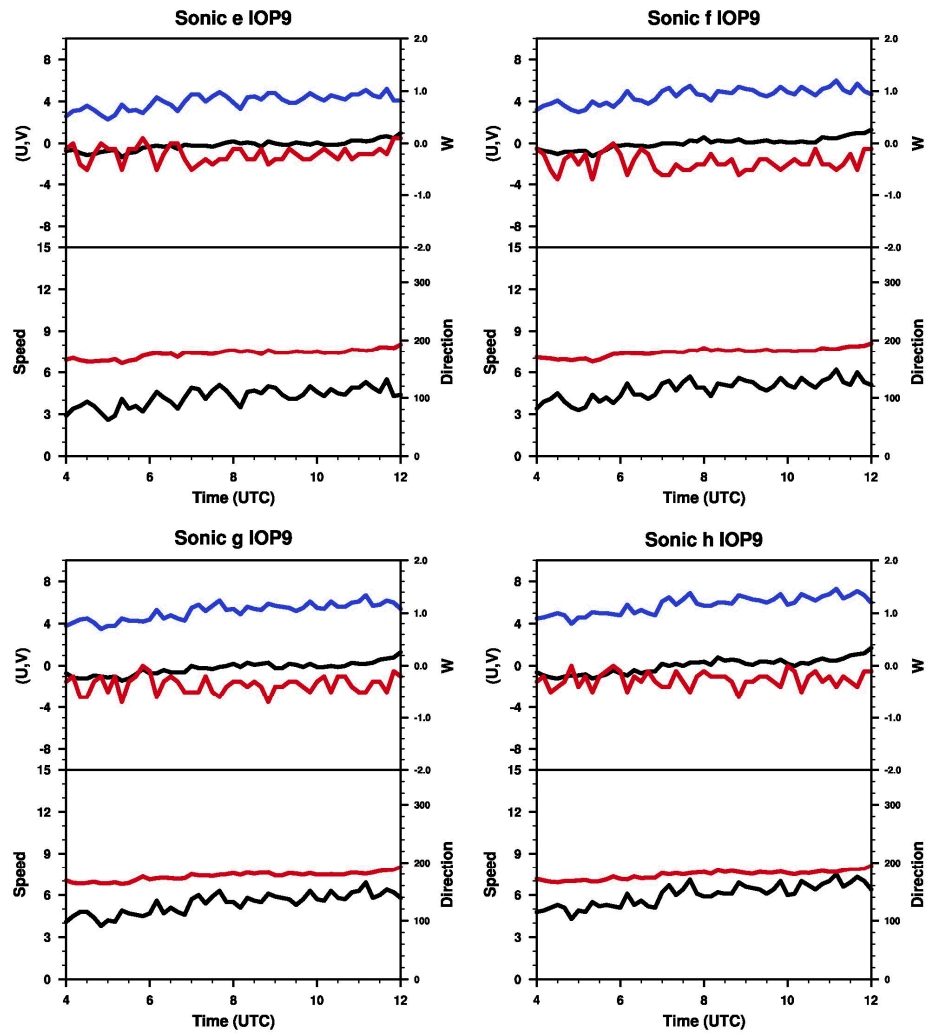 Sonic e IOP9
8
4
0
-4
-8
(U,V)
2.0
1.0
0.0
-1.0
-2.0
W
15
12
9
6
3
0
Speed
300
200
100
0
Direction
4 6 8 10 12
Time (UTC)
Sonic f IOP9
8
4
0
-4
-8
(U,V)
2.0
1.0
0.0
-1.0
-2.0
W
15
12
9
6
3
0
Speed
300
200
100
0
Direction
4 6 8 10 12
Time (UTC)
Sonic g IOP9
8
4
0
-4
-8
(U,V)
2.0
1.0
0.0
-1.0
-2.0
W
15
12
9
6
3
0
Speed
300
200
100
0
Direction
4 6 8 10 12
Time (UTC)
Sonic h IOP9
8
4
0
-4
-8
(U,V)
2.0
1.0
0.0
-1.0
-2.0
W
15
12
9
6
3
0
Speed
300
200
100
0
Direction
4 6 8 10 12
Time (UTC)